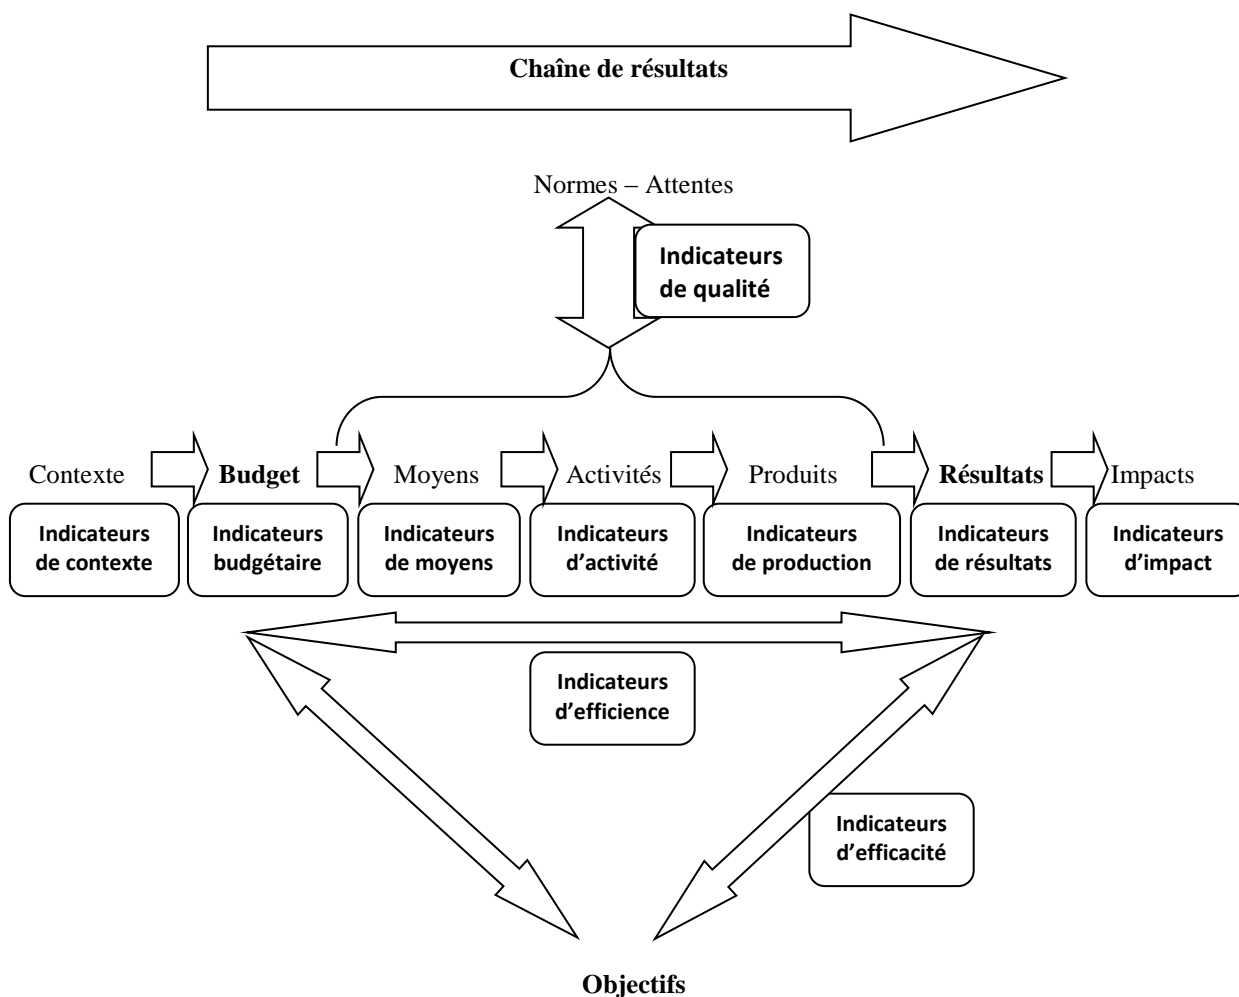 Chaîne de résultats
Normes – Attentes
Indicateurs
de qualité
Contexte Budget Moyens Activités Produits Résultats Impacts
Indicateurs
de contexte
Indicateurs
budgétaire
Indicateurs
de moyens
Indicateurs
d’activité
Indicateurs
de production
Indicateurs
de résultats
Indicateurs
d’impact
Indicateurs
d’efficience
Indicateurs
d’efficacité
Objectifs